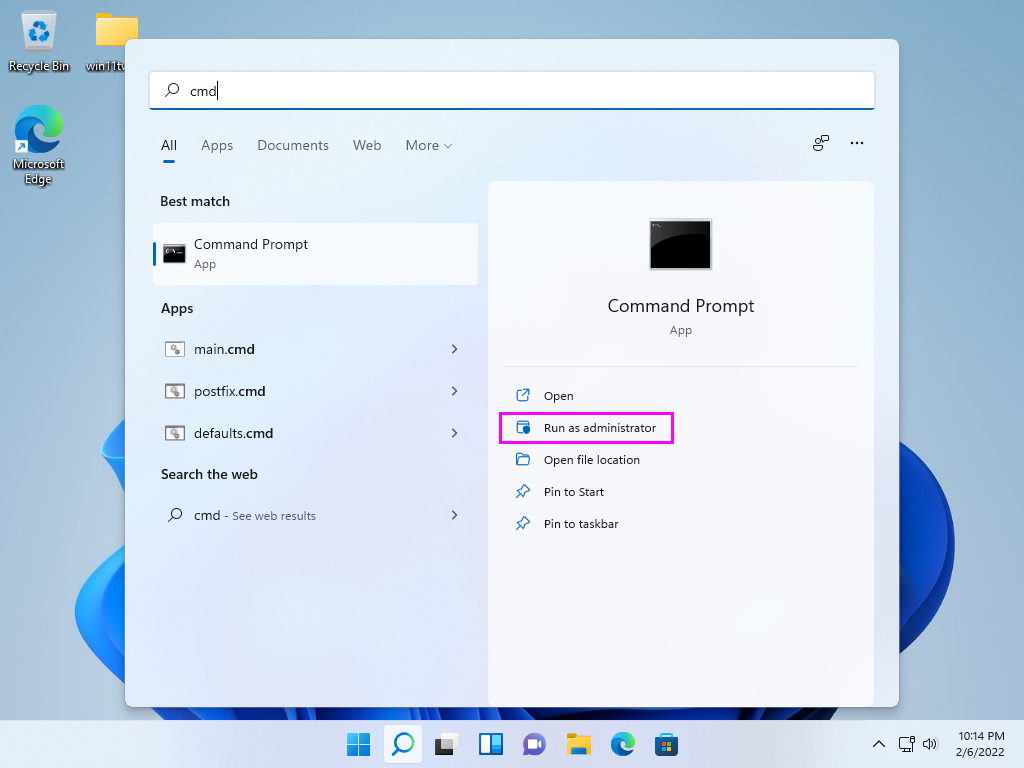 Recycle Bin
win11tw
Microsoft
Edge
cmd
All Apps Documents Web More
Best match
Command Prompt
App
Apps
main.cmd
postfix.cmd
defaults.cmd
Search the web
cmd - See web results
Command Prompt
App
Open
Run as administrator
Open file location
Pin to Start
Pin to taskbar
10:14 PM
2/6/2022